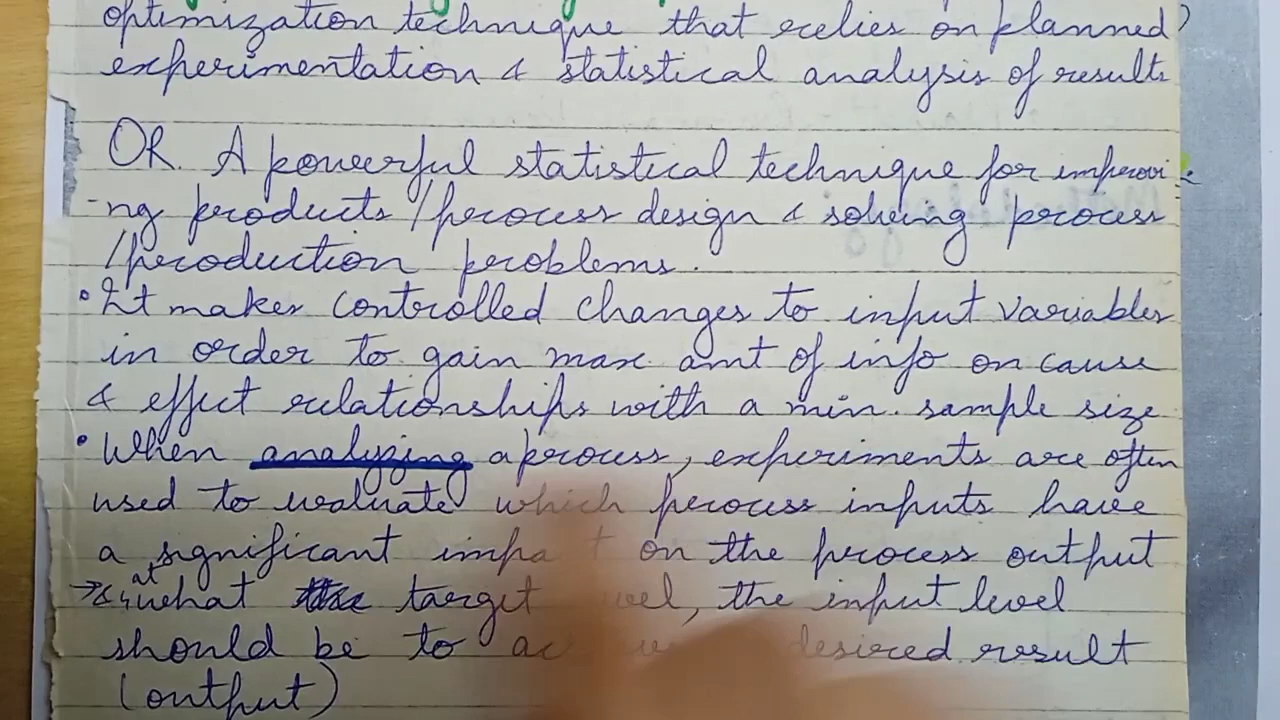 optimization technique that relies on planned
experimentation & statistical analysis of results
OR. A powerful statistical technique for improvi
-ng products/process design & solving process
/production problems.
• It makes controlled changes to input variables
in order to gain max amt of info on cause
& effect relationships with a min. sample size
• When analyzing a process, experiments are often
used to evaluate which process inputs have
a significant impact on the process output
→ & at what target level, the input level
should be to desired result
(output)